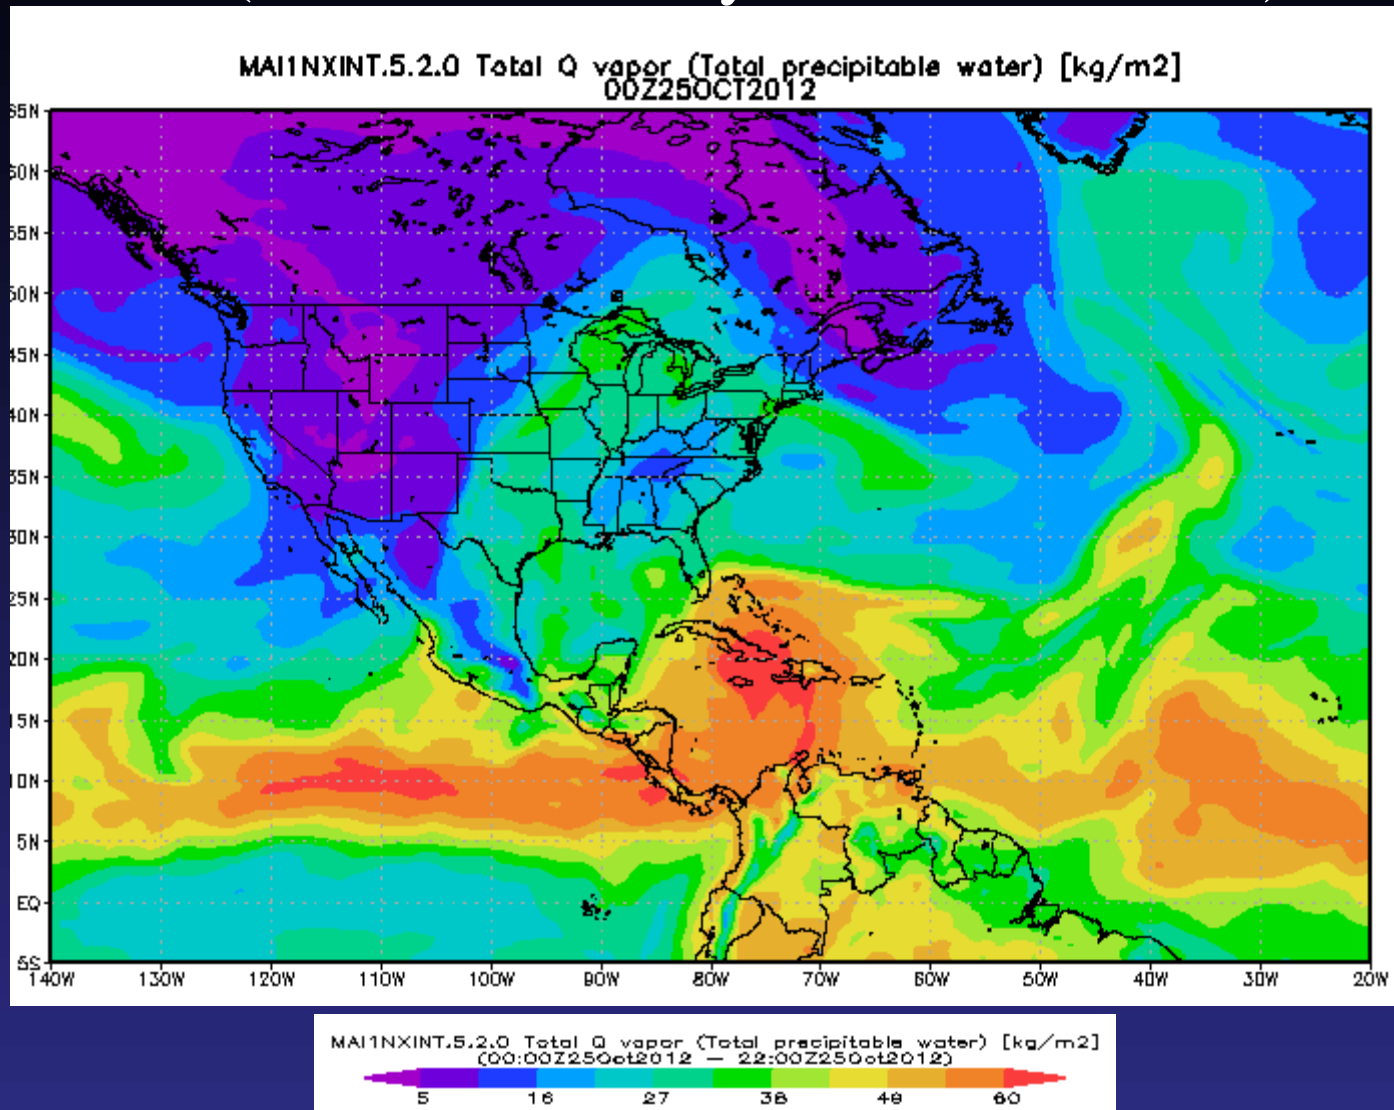 MAI1NXINT.5.2.0 Total Q vapor (Total precipitable water) [kg/m2]
00Z25OCT2012
65N
60N
55N
50N
45N
40N
35N
30N
25N
20N
15N
10N
5N
EQ
5S
140W 130W 120W 110W 100W 90W 80W 70W 60W 50W 40W 30W 20W
MAI1NXINT.5.2.0 Total Q vapor (Total precipitable water) [kg/m2]
(00:00Z25Oct2012 — 22:00Z25Oct2012)
5 16 27 38 49 60